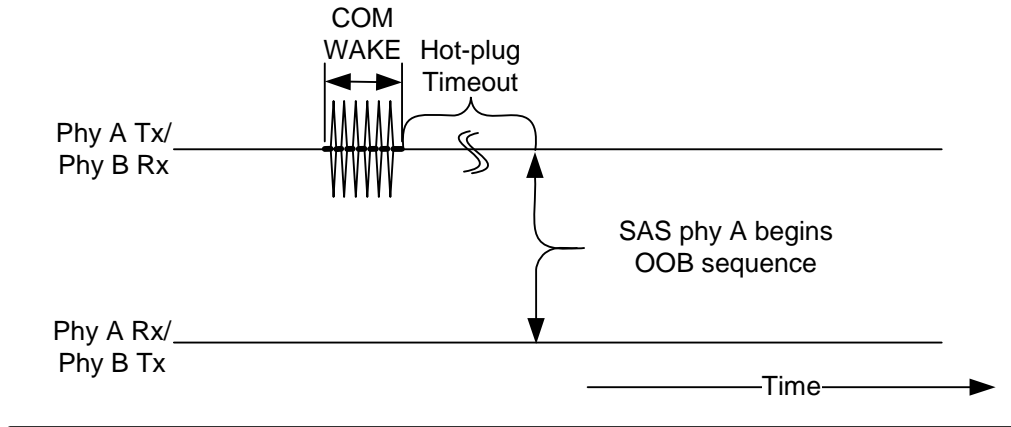 COM
WAKE
Hot-plug
Timeout
Phy A Tx/
Phy B Rx
SAS phy A begins
OOB sequence
Phy A Rx/
Phy B Tx
Time